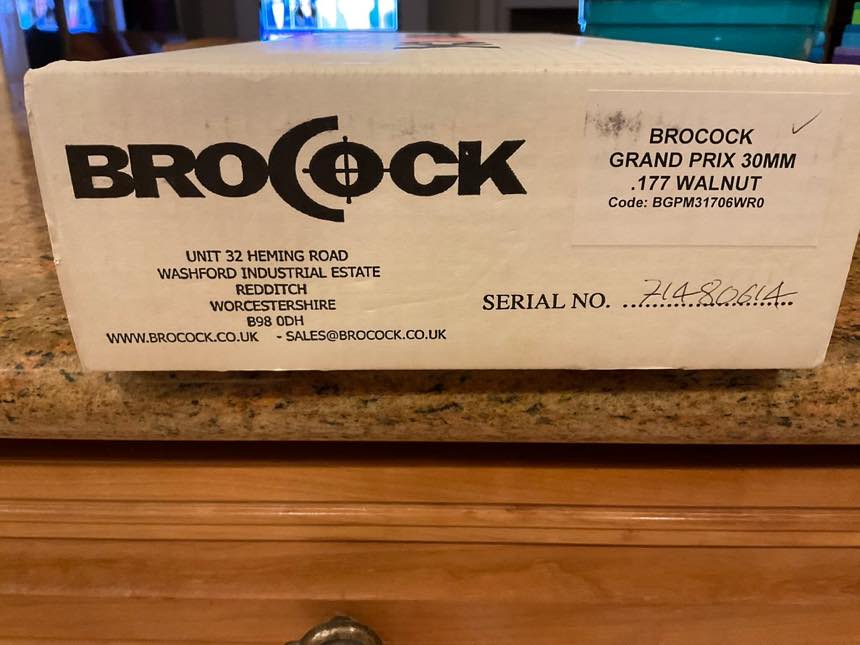 BROCOCK
UNIT 32 HEMING ROAD
WASHFORD INDUSTRIAL ESTATE
REDDITCH
WORCESTERSHIRE
B98 0DH
WWW.BROCOCK.CO.UK - SALES@BROCOCK.CO.UK
BROCOCK
GRAND PRIX 30MM
.177 WALNUT
Code: BGPM31706WR0
SERIAL NO. 71480614